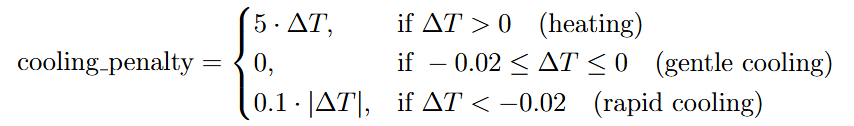 5 · ΔT, if ΔT > 0 (heating)
cooling_penalty = { 0, if − 0.02 ≤ ΔT ≤ 0 (gentle cooling)
0.1 · |ΔT|, if ΔT < −0.02 (rapid cooling)